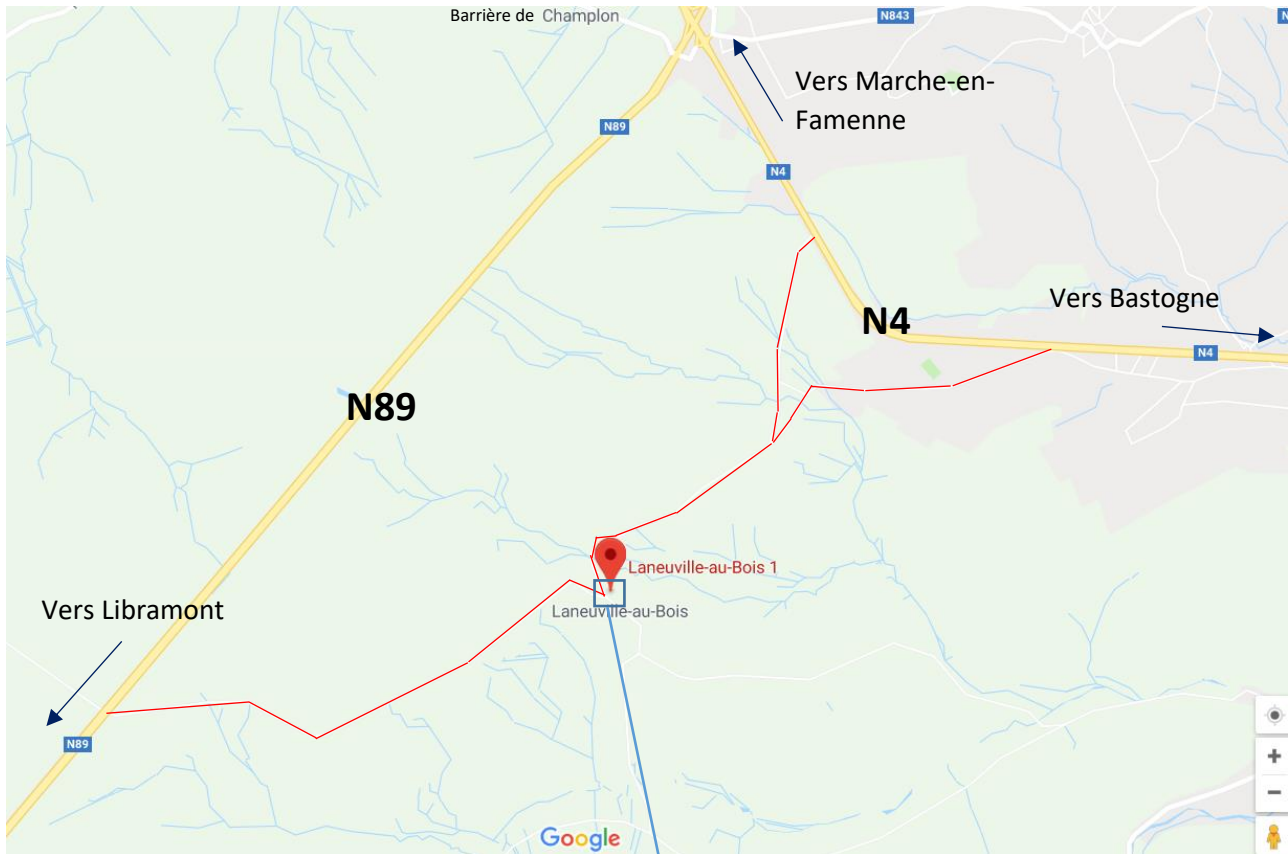 Barrière de Champlon
N843
N
Vers Marche-en-
Famenne
N89
N4
Vers Bastogne
N4
N4
N89
Laneuville-au-Bois 1
Laneuville-au-Bois
Vers Libramont
N89
Google